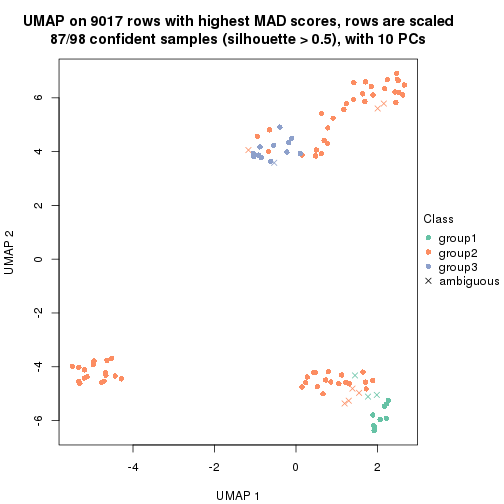 UMAP on 9017 rows with highest MAD scores, rows are scaled
87/98 confident samples (silhouette > 0.5), with 10 PCs
6
4
2
0
-2
-4
-6
UMAP 2
-4
-2
0
2
UMAP 1
Class
group1
group2
group3
ambiguous